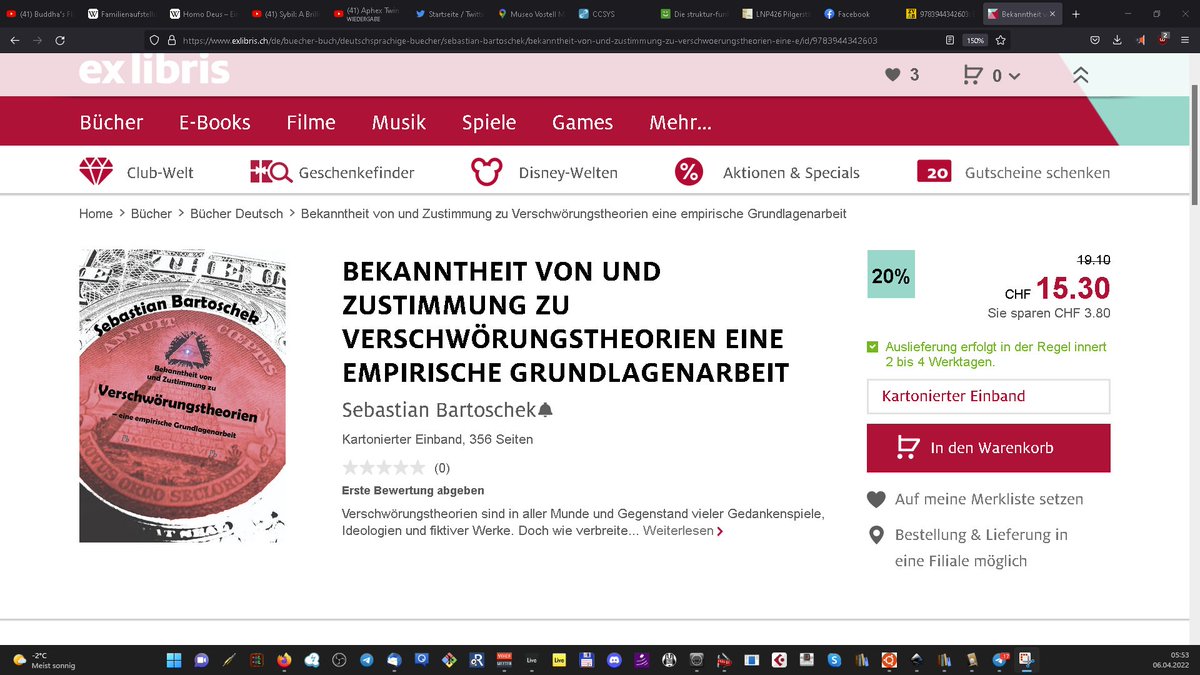 (41) Buddha's Fl
Familienaufstellu
Homo Deus – Ei
(41) Sybil: A Brilli
(41) Aphex Twin
WIEDERGABE
Startseite / Twitt
Museo Vostell M
CCSYS
Die struktur-funk
LNP426 Pilgerst
Facebook
9783944342603:
Bekanntheit v
https://www.exlibris.ch/de/buecher-buch/deutschsprachige-buecher/sebastian-bartoschek/bekanntheit-von-und-zustimmung-zu-verschwoerungstheorien-eine-e/id/9783944342603
150%
2
ex libris
3
0
Bücher
E-Books
Filme
Musik
Spiele
Games
Mehr...
Club-Welt
Geschenkefinder
Disney-Welten
% Aktionen & Specials
20 Gutscheine schenken
Home > Bücher > Bücher Deutsch > Bekanntheit von und Zustimmung zu Verschwörungstheorien eine empirische Grundlagenarbeit
Sebastian Bartoschek
ANNUIT CŒPTIS
Bekanntheit von
und Zustimmung zu
Verschwörungstheorien
– eine empirische Grundlagenarbeit
NOVUS ORDO SECLORUM
BEKANNTHEIT VON UND
ZUSTIMMUNG ZU
VERSCHWÖRUNGSTHEORIEN EINE
EMPIRISCHE GRUNDLAGENARBEIT
Sebastian Bartoschek
Kartonierter Einband, 356 Seiten
(0)
Erste Bewertung abgeben
Verschwörungstheorien sind in aller Munde und Gegenstand vieler Gedankenspiele,
Ideologien und fiktiver Werke. Doch wie verbreite... Weiterlesen
20%
19.10
CHF 15.30
Sie sparen CHF 3.80
Auslieferung erfolgt in der Regel innert
2 bis 4 Werktagen.
Kartonierter Einband
In den Warenkorb
Auf meine Merkliste setzen
Bestellung & Lieferung in
eine Filiale möglich
-2°C
Meist sonnig
Live
Live
05:53
06.04.2022